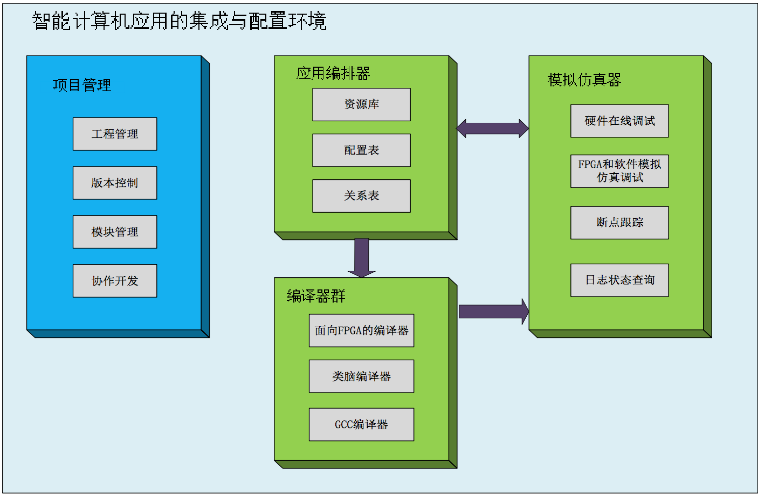 智能计算机应用的集成与配置环境
项目管理
工程管理
版本控制
模块管理
协作开发
应用编排器
资源库
配置表
关系表
编译器群
面向FPGA的编译器
类脑编译器
GCC编译器
模拟仿真器
硬件在线调试
FPGA和软件模拟
仿真调试
断点跟踪
日志状态查询